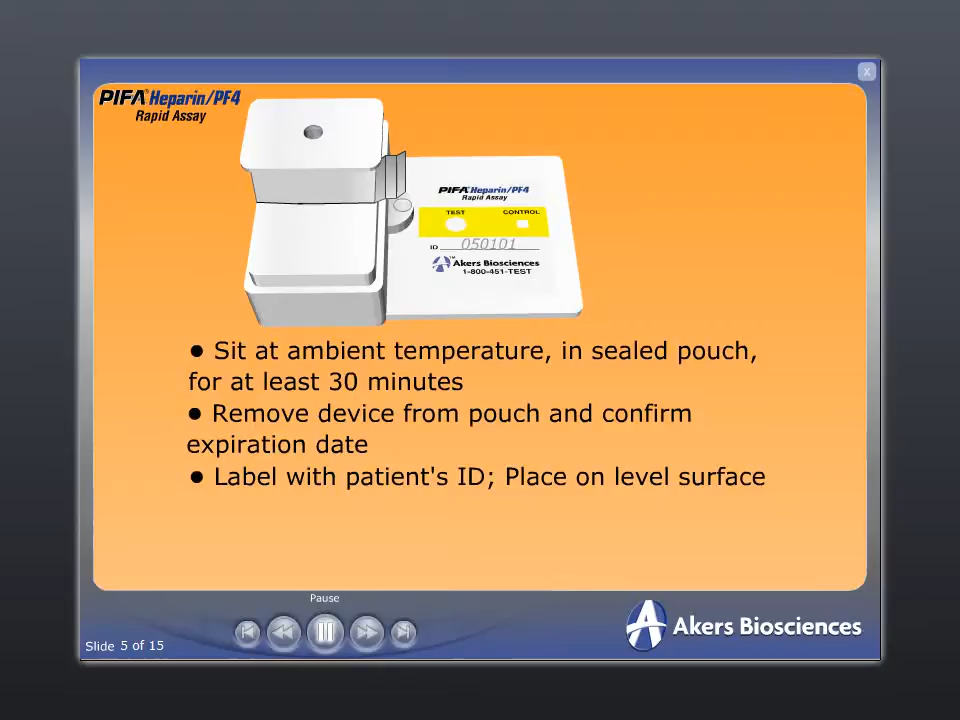 PIFA® Heparin/PF4
Rapid Assay
x
PIFA Heparin/PF4
Rapid Assay
TEST CONTROL
ID 050101
Akers Biosciences
1-800-451-TEST
● Sit at ambient temperature, in sealed pouch,
for at least 30 minutes
● Remove device from pouch and confirm
expiration date
● Label with patient's ID; Place on level surface
Pause
Slide 5 of 15
Akers Biosciences